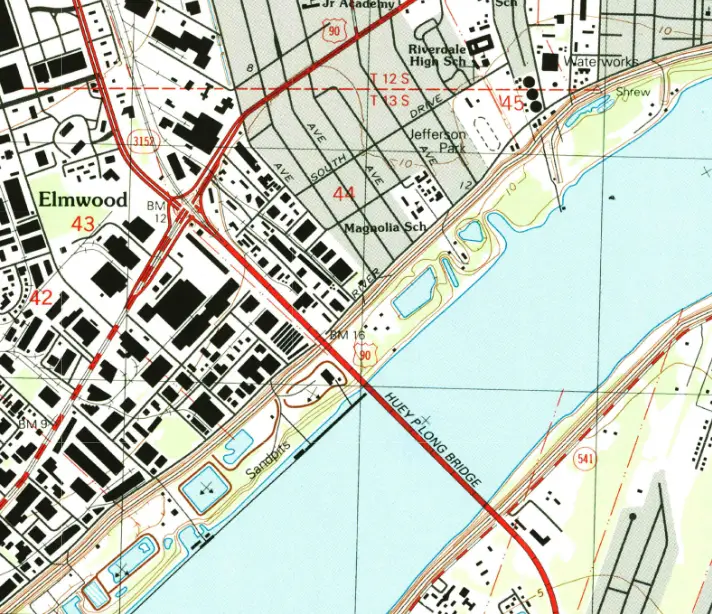 Jr Academy
Sch
90
Riverdale
High Sch
10
8
Waterworks
T 12 S
T 13 S
45
Shrew
DRIVE
3152
AVE
Jefferson
Park
SOUTH
AVE
AVE
10
AVE
12
10
Elmwood
BM
12
44
43
Magnolia Sch
RIVER
42
BM 16
90
HUEY P LONG BRIDGE
BM 9
Sandpits
541
5